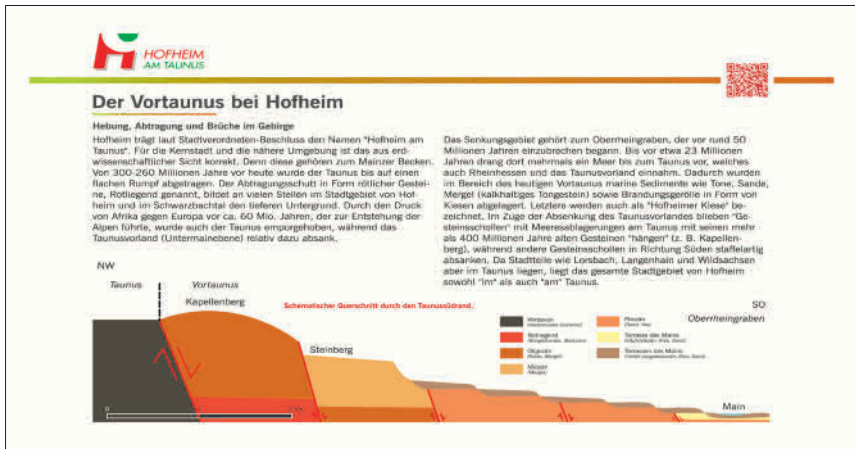 HOFHEIM
AM TAUNUS
Der Vortaunus bei Hofheim
Hebung, Abtragung und Brüche im Gebirge
Hofheim trägt laut Stadtverordneten-Beschluss den Namen "Hofheim am
Taunus". Für die Kernstadt und die nähere Umgebung ist das aus erd-
wissenschaftlicher Sicht korrekt. Denn diese gehören zum Mainzer Becken.
Von 300-260 Millionen Jahre vor heute wurde der Taunus bis auf einen
flachen Rumpf abgetragen. Der Abtragungsschutt in Form rötlicher Gestei-
ne, Rotliegend genannt, bildet an vielen Stellen im Stadtgebiet von Hof-
heim und im Schwarzbachtal den tieferen Untergrund. Durch den Druck
von Afrika gegen Europa vor ca. 60 Mio. Jahren, der zur Entstehung der
Alpen führte, wurde auch der Taunus emporgehoben, während das
Taunusvorland (Untermainebene) relativ dazu absank.
Das Senkungsgebiet gehört zum Oberrheingraben, der vor rund 50
Millionen Jahren einzubrechen begann. Bis vor etwa 23 Millionen
Jahren drang dort mehrmals ein Meer bis zum Taunus vor, welches
auch Rheinhessen und das Taunusvorland einnahm. Dadurch wurden
im Bereich des heutigen Vortaunus marine Sedimente wie Tone, Sande,
Mergel (kalkhaltiges Tongestein) sowie Brandungsgerölle in Form von
Kiesen abgelagert. Letztere werden auch als "Hofheimer Kiese" be-
zeichnet. Im Zuge der Absenkung des Taunusvorlandes blieben "Ge-
steinsschollen" mit Meeresablagerungen am Taunus mit seinen mehr
als 400 Millionen Jahre alten Gesteinen "hängen" (z. B. Kapellen-
berg), während andere Gesteinsschollen in Richtung Süden staffelartig
absanken. Da Stadtteile wie Lorsbach, Langenhain und Wildsachsen
aber im Taunus liegen, liegt das gesamte Stadtgebiet von Hofheim
sowohl "im" als auch "am" Taunus.
NW
Taunus
Vortaunus
Kapellenberg
Schematischer Querschnitt durch den Taunussüdrand.
SO
Oberrheingraben
Rotliegend
Oligozän
Miozän
(Mergel)
Pliozän
Terrasse des Mains
Terrassen des Mains
Steinberg
Main